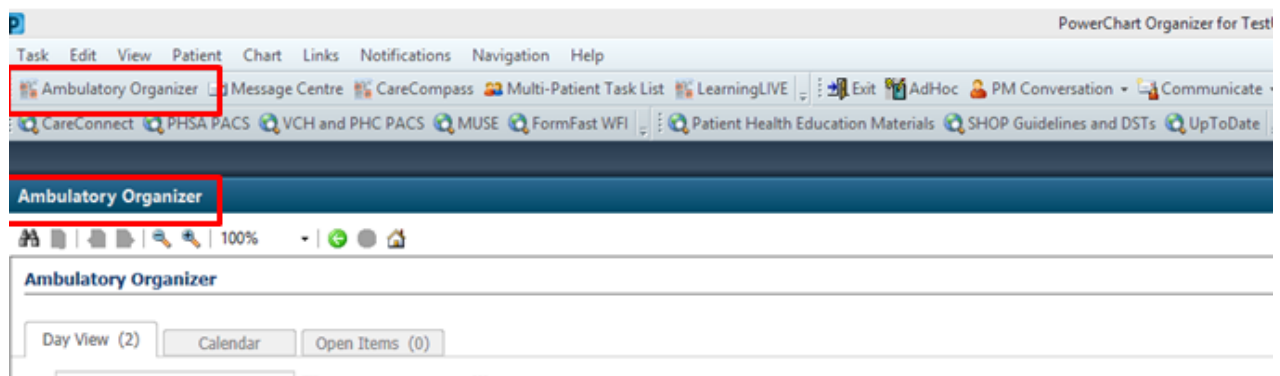 PowerChart Organizer for Test
Task Edit View Patient Chart Links Notifications Navigation Help
Ambulatory Organizer Message Centre CareCompass Multi-Patient Task List LearningLIVE Exit AdHoc PM Conversation Communicate
CareConnect PHSA PACS VCH and PHC PACS MUSE FormFast WFI Patient Health Education Materials SHOP Guidelines and DSTs UpToDate
Ambulatory Organizer
100%
Ambulatory Organizer
Day View (2) Calendar Open Items (0)